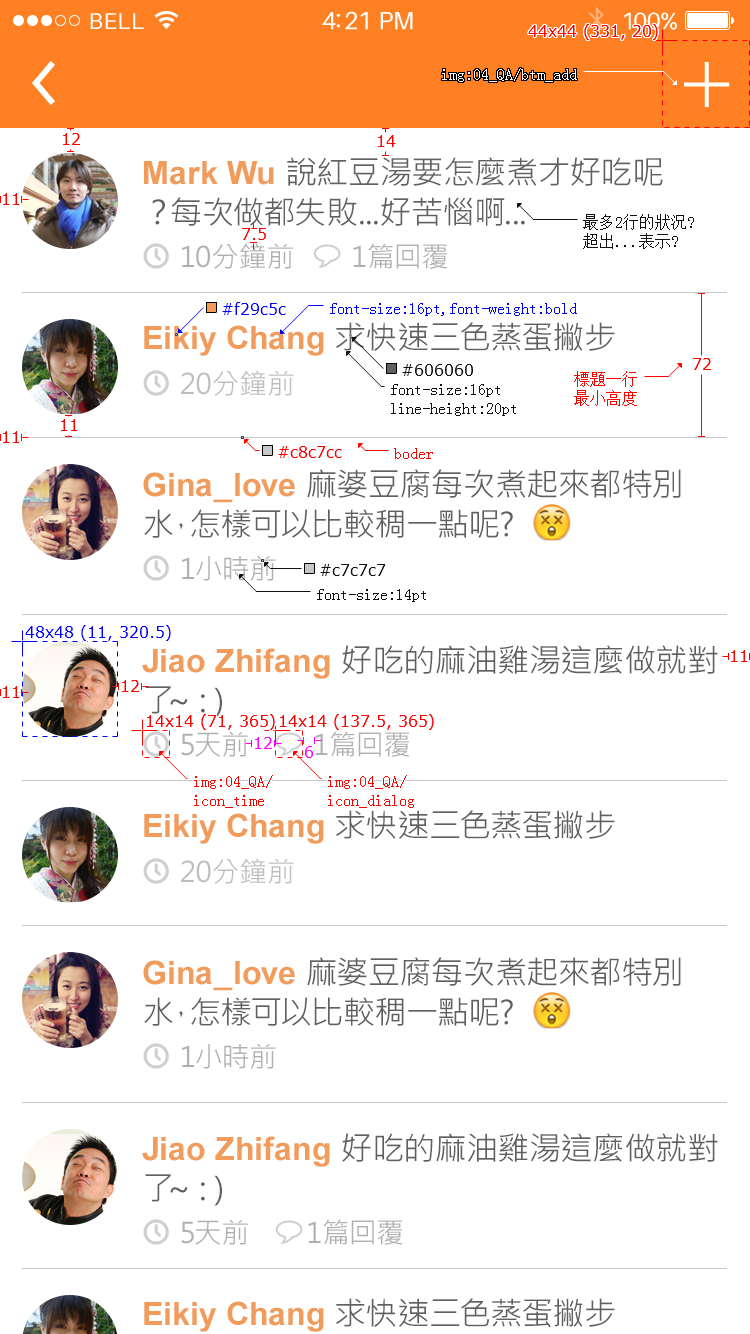 BELL 4:21 PM 100%
44x44 (331, 20)
img:04_QA/btm_add
12
14
11
Mark Wu 說紅豆湯要怎麼煮才好吃呢
？每次做都失敗...好苦惱啊...
最多2行的狀況?
超出...表示?
7.5
10分鐘前 1篇回覆
#f29c5c font-size:16pt,font-weight:bold
Eikiy Chang 求快速三色蒸蛋撇步
#606060
font-size:16pt
line-height:20pt
標題一行
最小高度
72
20分鐘前
11
11
#c8c7cc boder
Gina_love 麻婆豆腐每次煮起來都特別
水，怎樣可以比較稠一點呢?
1小時前
#c7c7c7
font-size:14pt
48x48 (11, 320.5)
Jiao Zhifang 好吃的麻油雞湯這麼做就對
了~ : )
11
12
11
14x14 (71, 365) 14x14 (137.5, 365)
5天前 12 6 1篇回覆
img:04_QA/
icon_time
img:04_QA/
icon_dialog
Eikiy Chang 求快速三色蒸蛋撇步
20分鐘前
Gina_love 麻婆豆腐每次煮起來都特別
水，怎樣可以比較稠一點呢?
1小時前
Jiao Zhifang 好吃的麻油雞湯這麼做就對
了~ : )
5天前 1篇回覆
Eikiy Chang 求快速三色蒸蛋撇步